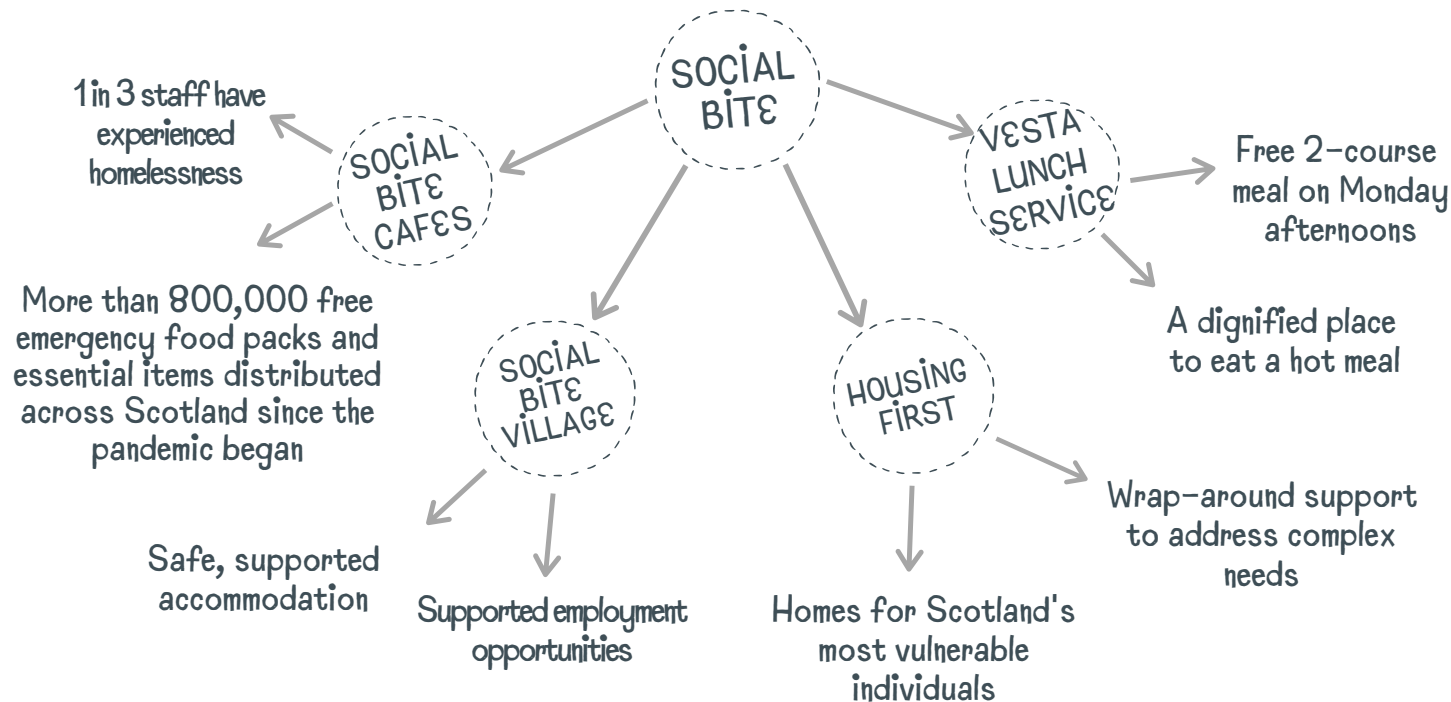 SOCIAL
BITE
1 in 3 staff have
experienced
homelessness
SOCIAL
BITE
CAFES
VESTA
LUNCH
SERVICE
Free 2-course
meal on Monday
afternoons
More than 800,000 free
emergency food packs and
essential items distributed
across Scotland since the
pandemic began
A dignified place
to eat a hot meal
SOCIAL
BITE
VILLAGE
HOUSING
FIRST
Safe, supported
accommodation
Supported employment
opportunities
Homes for Scotland's
most vulnerable
individuals
Wrap-around support
to address complex
needs